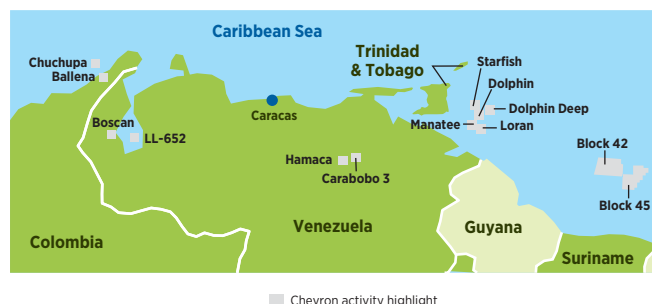 Caribbean Sea
Trinidad
& Tobago
Chuchupa
Ballena
Starfish
Dolphin
Dolphin Deep
Caracas
Boscan
LL-652
Manatee
Loran
Block 42
Hamaca
Carabobo 3
Block 45
Venezuela
Guyana
Colombia
Suriname
Chevron activity highlight